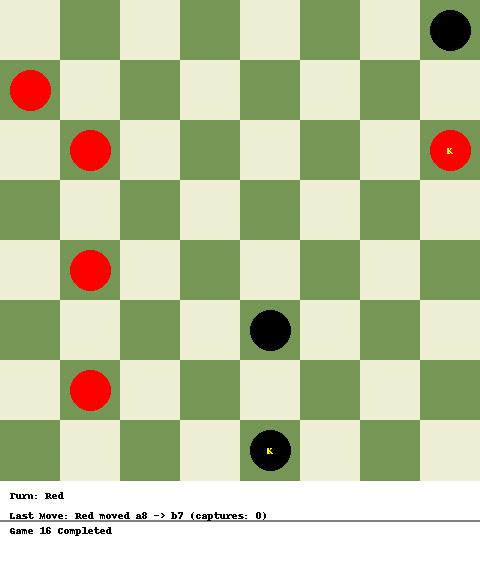 K
K
Turn: Red
Last Move: Red moved a8 -> b7 (captures: 0)
Game 16 Completed